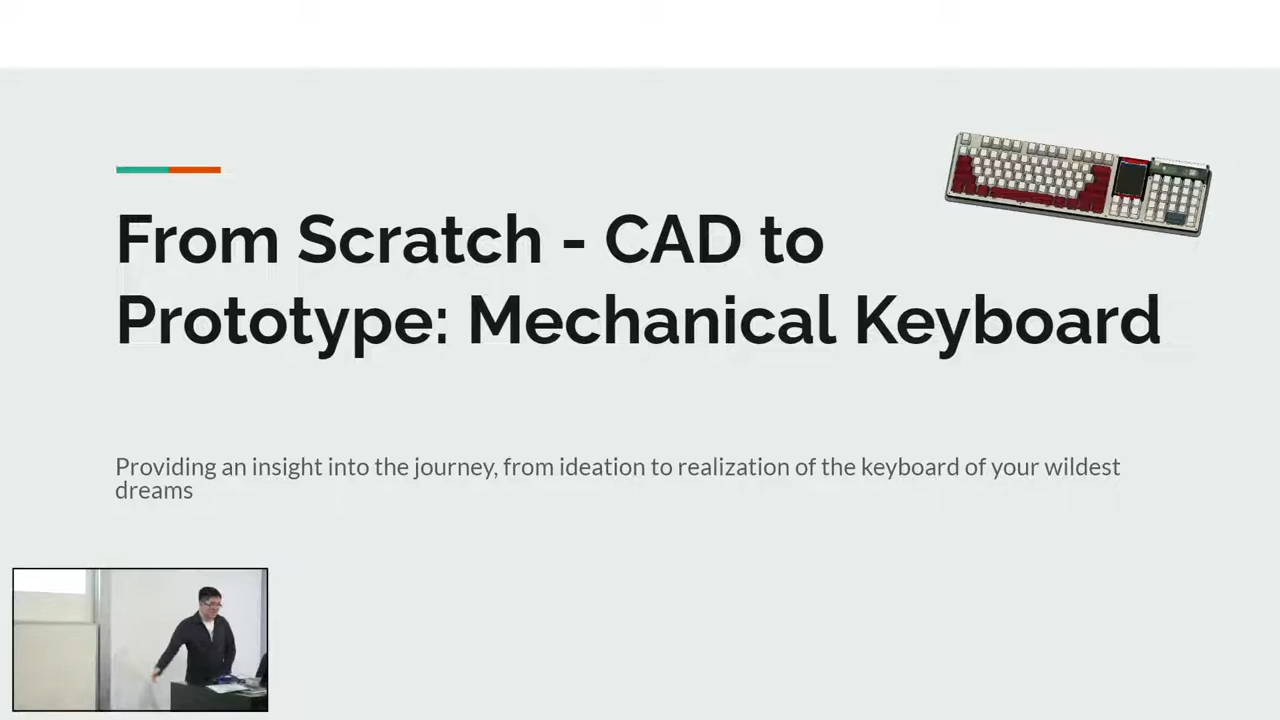 From Scratch - CAD to
Prototype: Mechanical Keyboard
Providing an insight into the journey, from ideation to realization of the keyboard of your wildest
dreams